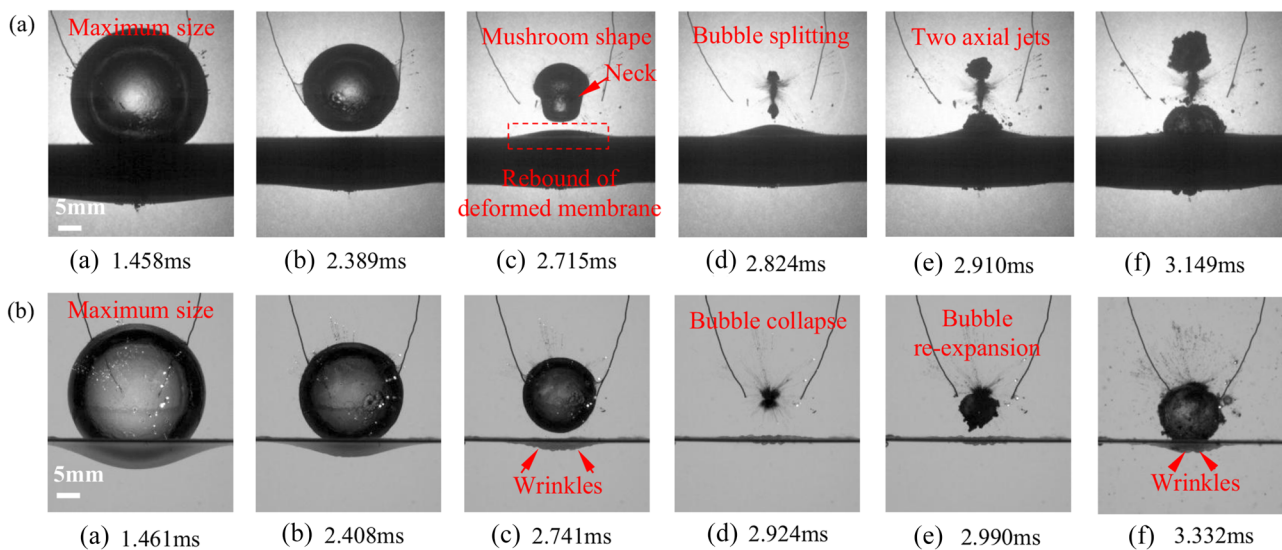 (a)
Maximum size
Mushroom shape
Neck
Bubble splitting
Two axial jets
Rebound of
deformed membrane
5mm
(a) 1.458ms
(b) 2.389ms
(c) 2.715ms
(d) 2.824ms
(e) 2.910ms
(f) 3.149ms
(b)
Maximum size
Bubble collapse
Bubble
re-expansion
5mm
Wrinkles
Wrinkles
(a) 1.461ms
(b) 2.408ms
(c) 2.741ms
(d) 2.924ms
(e) 2.990ms
(f) 3.332ms